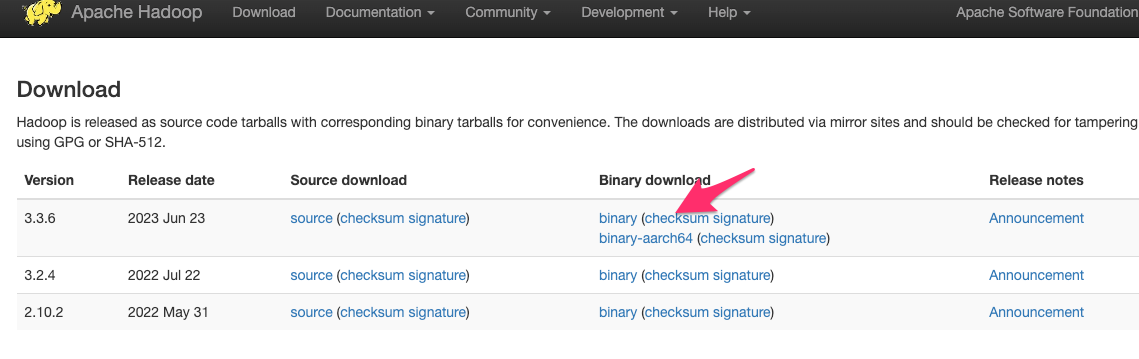 Apache Hadoop Download Documentation Community Development Help Apache Software Foundation
Download
Hadoop is released as source code tarballs with corresponding binary tarballs for convenience. The downloads are distributed via mirror sites and should be checked for tampering
using GPG or SHA-512.
Version Release date Source download Binary download Release notes
3.3.6 2023 Jun 23 source (checksum signature) binary (checksum signature) Announcement
binary-aarch64 (checksum signature)
3.2.4 2022 Jul 22 source (checksum signature) binary (checksum signature) Announcement
2.10.2 2022 May 31 source (checksum signature) binary (checksum signature) Announcement